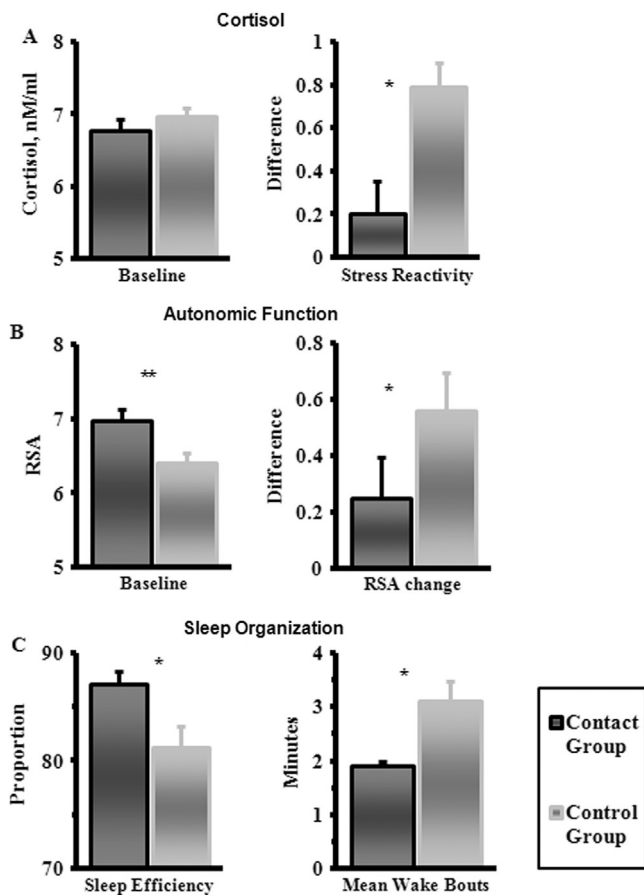 Cortisol
A
8
7
6
5
Cortisol, nM/ml
Baseline
1
0.8
0.6
0.4
0.2
0
Difference
*
Stress Reactivity
Autonomic Function
B
8
7
6
5
RSA
**
Baseline
0.8
0.6
0.4
0.2
0
Difference
*
RSA change
Sleep Organization
C
90
80
70
Proportion
*
Sleep Efficiency
4
3
2
1
0
Minutes
*
Mean Wake Bouts
Contact
Group
Control
Group